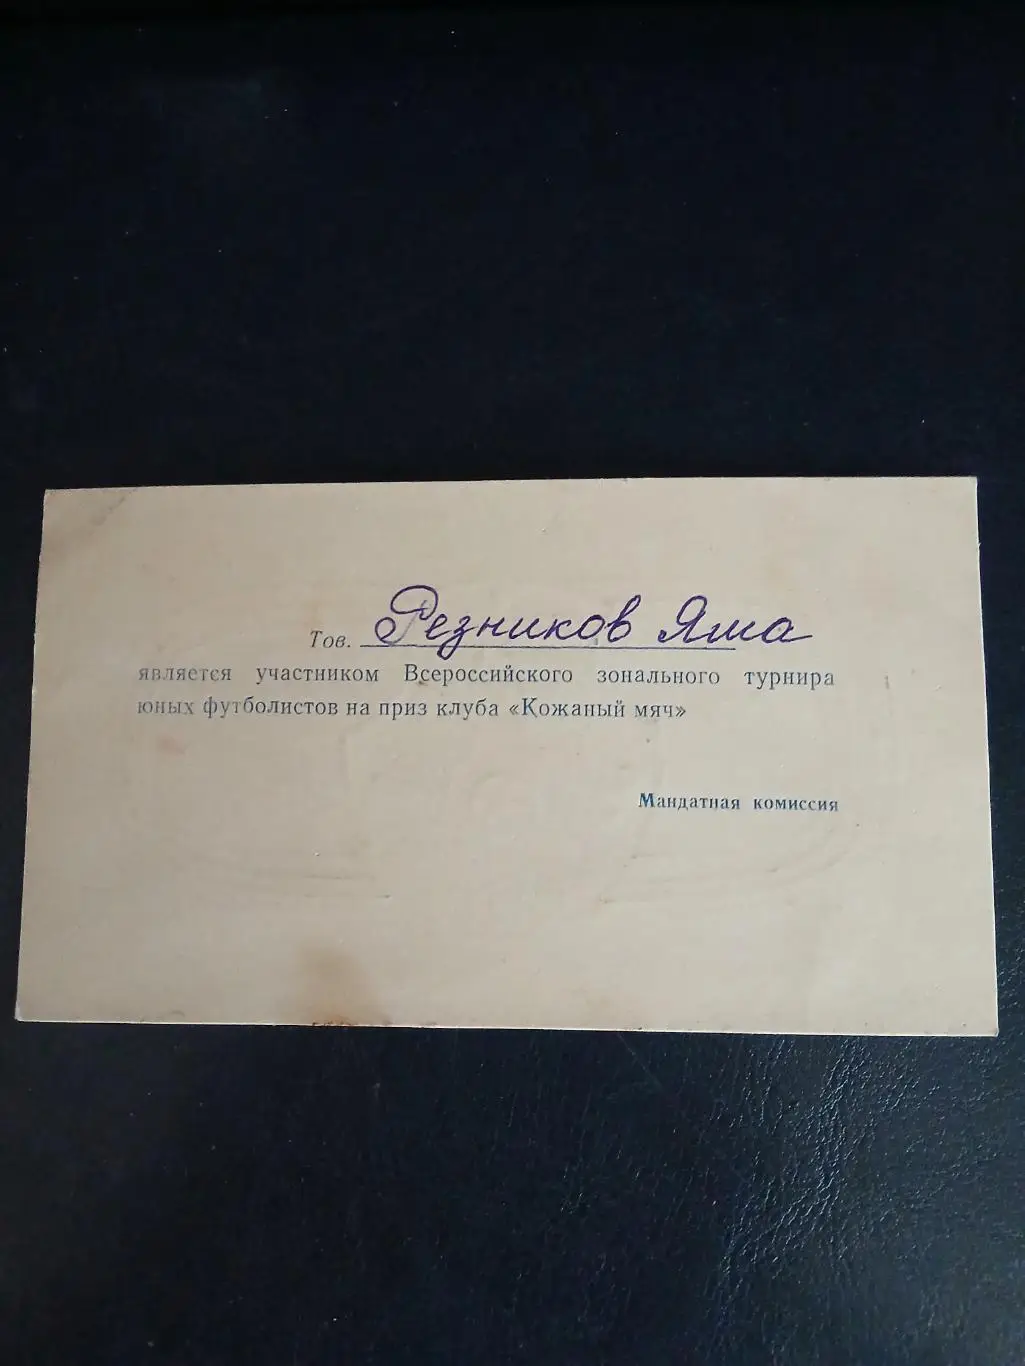 Тов. Резников Яша
является участником Всероссийского зонального турнира
юных футболистов на приз клуба «Кожаный мяч»
Мандатная комиссия